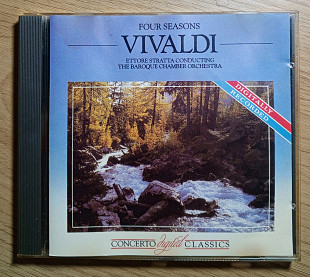 FOUR SEASONS
VIVALDI
ETTORE STRATTA CONDUCTING
THE BAROQUE CHAMBER ORCHESTRA
DIGITALLY
RECORDED
CONCERTO digital CLASSICS